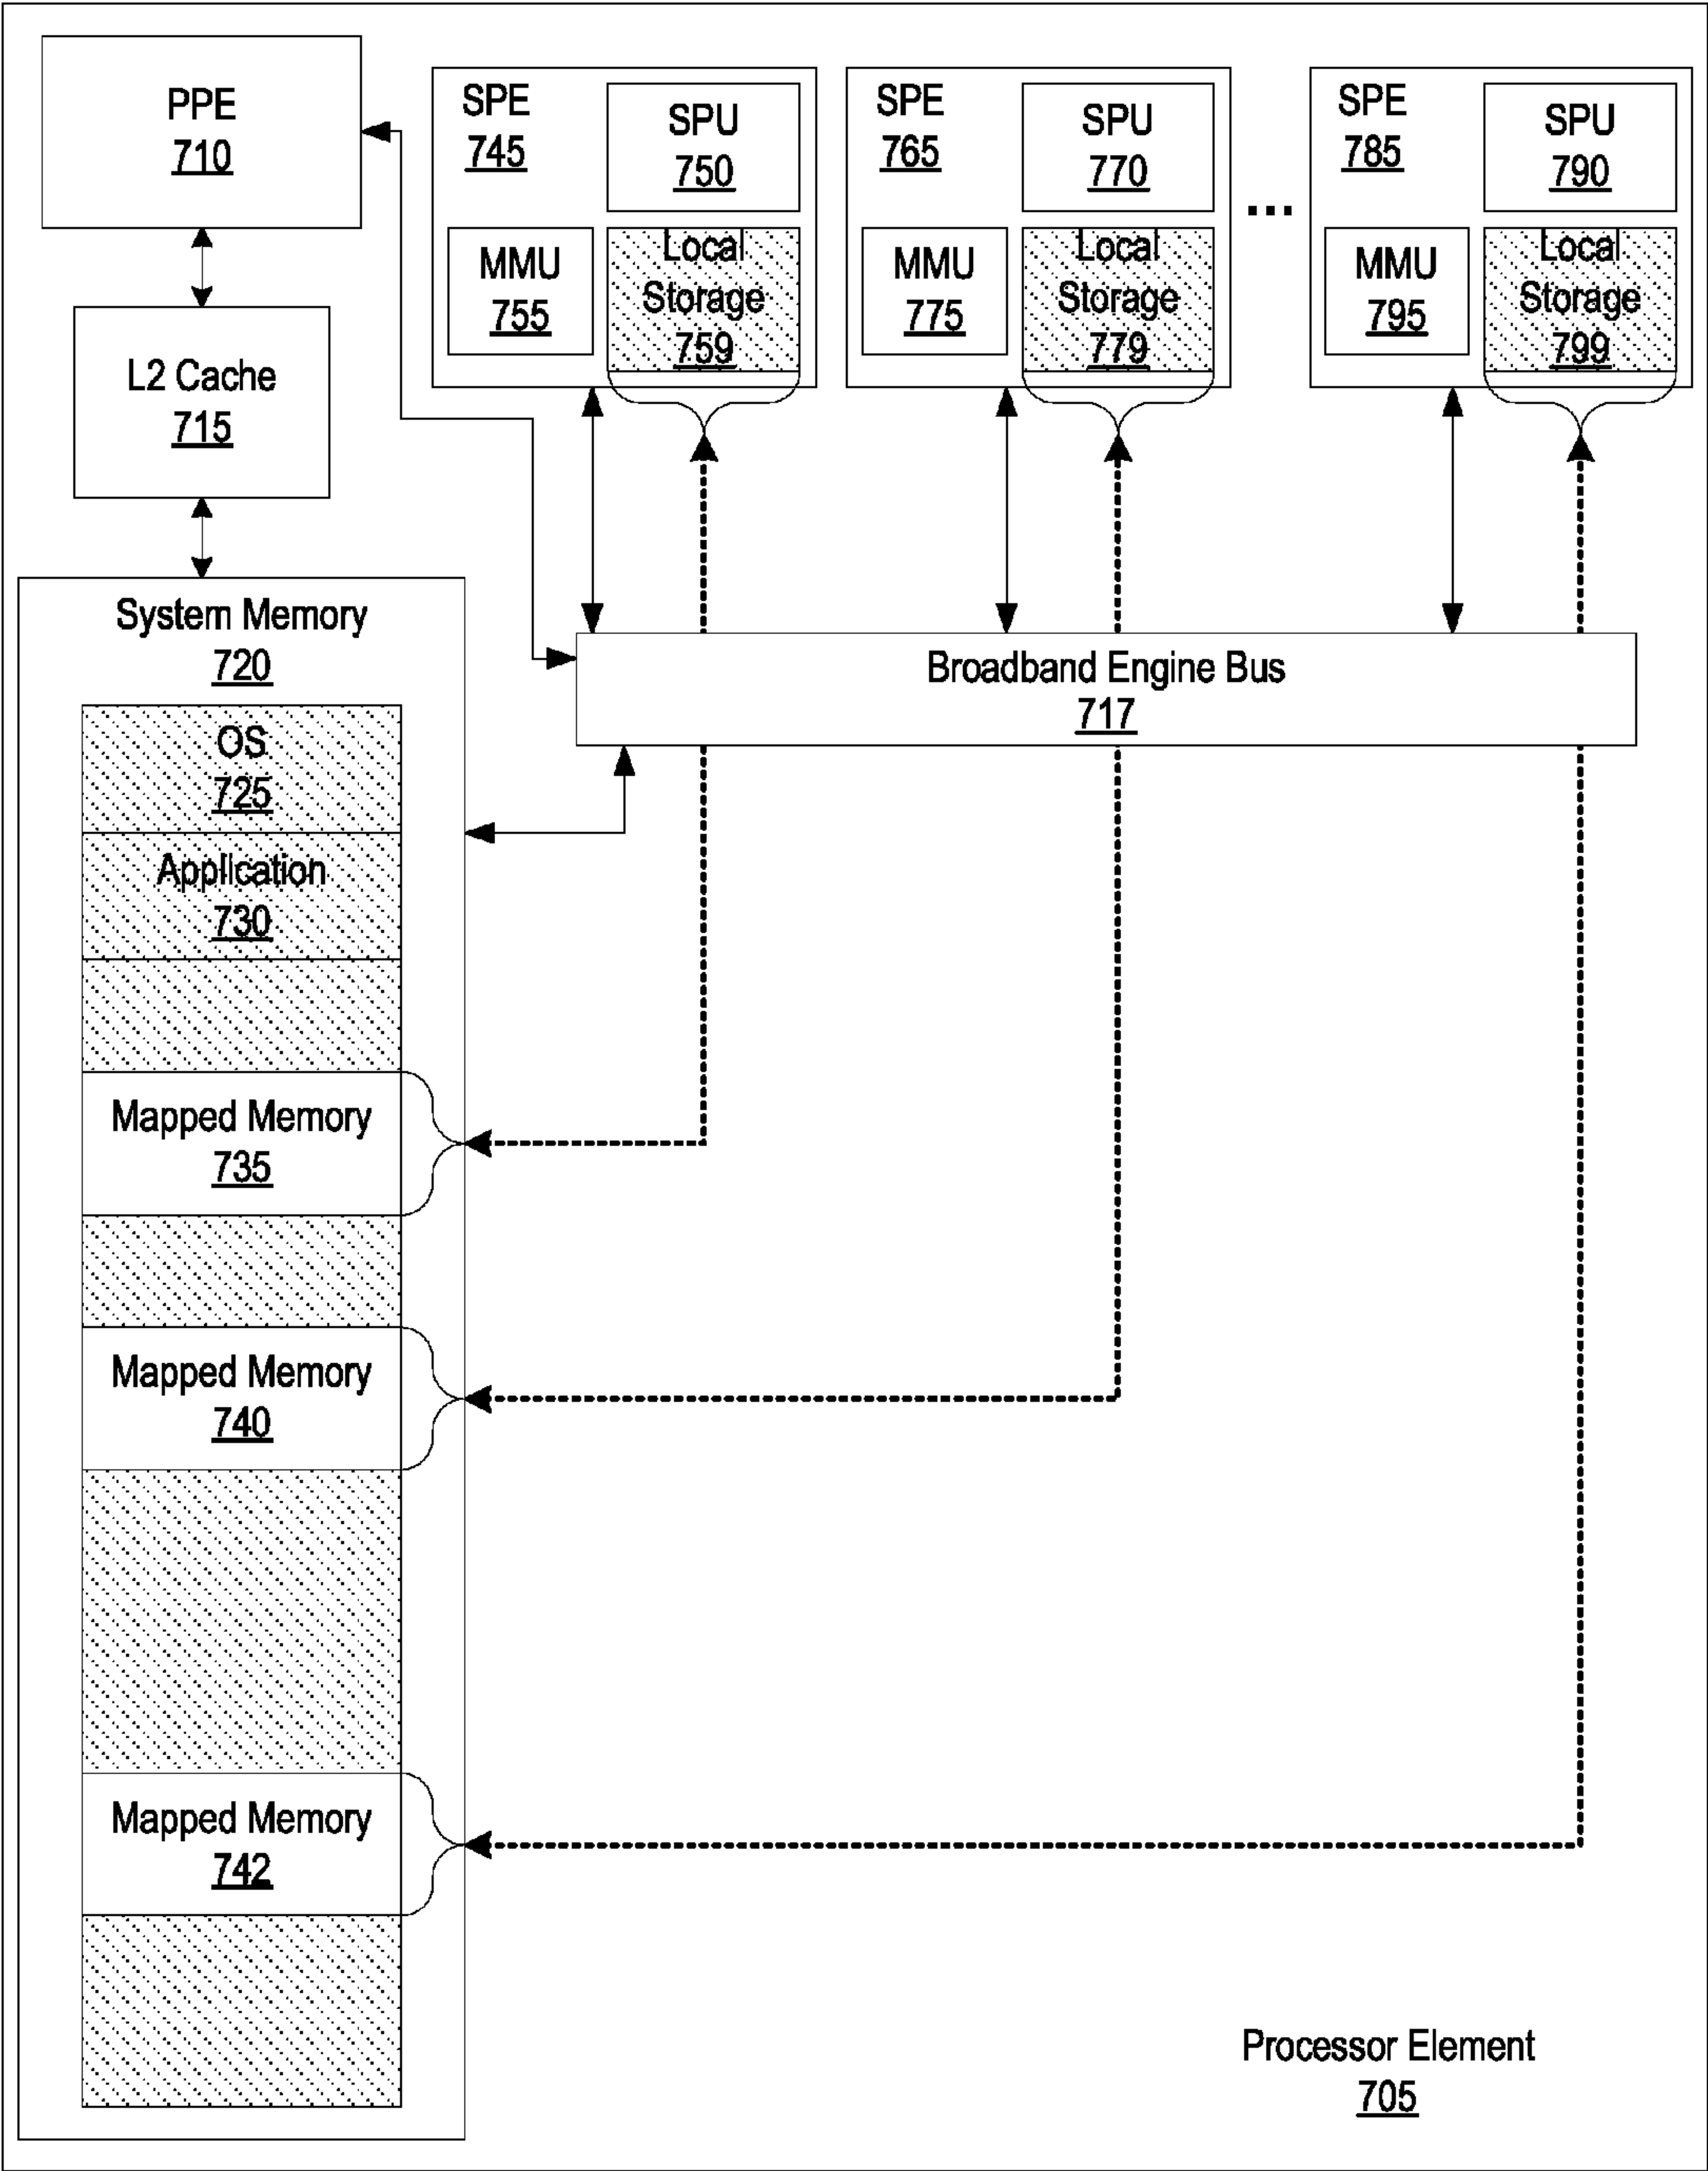 PPE
710
SPE
745
SPU
750
MMU
755
Local
Storage
759
SPE
765
SPU
770
MMU
775
Local
Storage
779
...
SPE
785
SPU
790
MMU
795
Local
Storage
799
L2 Cache
715
Broadband Engine Bus
717
System Memory
720
OS
725
Application
730
Mapped Memory
735
Mapped Memory
740
Mapped Memory
742
Processor Element
705